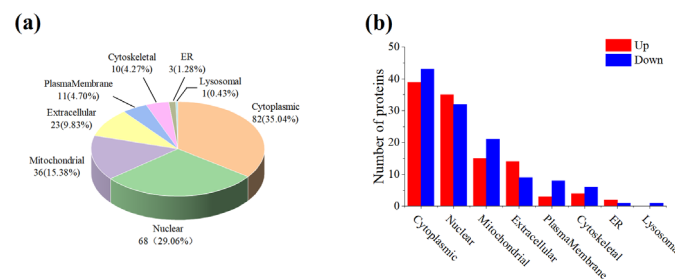 (a)
Cytoskeletal
10(4.27%)
ER
3(1.28%)
Lysosomal
1(0.43%)
PlasmaMembrane
11(4.70%)
Cytoplasmic
82(35.04%)
Extracellular
23(9.83%)
Mitochondrial
36(15.38%)
Nuclear
68（29.06%）
(b)
Up
Down
Number of proteins
50
40
30
20
10
0
Cytoplasmic
Nuclear
Mitochondrial
Extracellular
PlasmaMembrane
Cytoskeletal
ER
Lysosomal